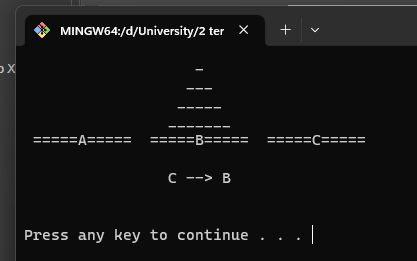 MINGW64:/d/University/2 ter
-
---
-----
-------
=====A===== =====B===== =====C=====
C --> B
Press any key to continue . . .